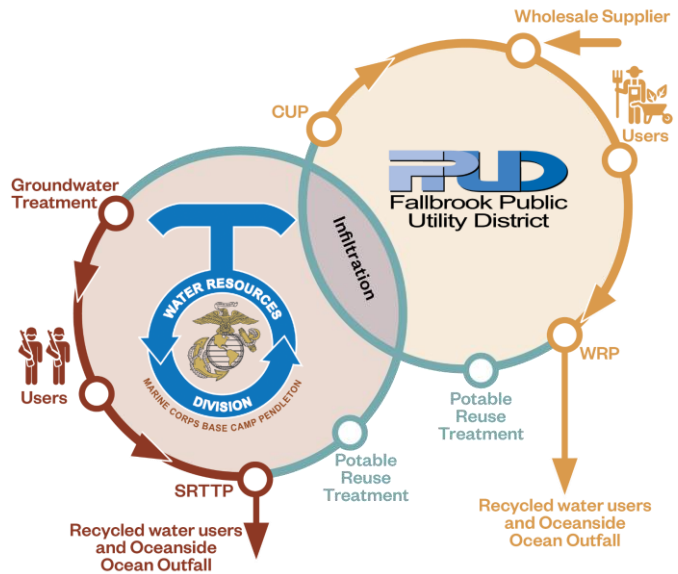 Wholesale Supplier
CUP
Users
FPUD
Fallbrook Public
Utility District
Groundwater
Treatment
Infiltration
WATER RESOURCES
DIVISION
MARINE CORPS BASE CAMP PENDLETON
Users
WRP
Potable
Reuse
Treatment
Potable
Reuse
Treatment
SRTTP
Recycled water users
and Oceanside
Ocean Outfall
Recycled water users
and Oceanside
Ocean Outfall